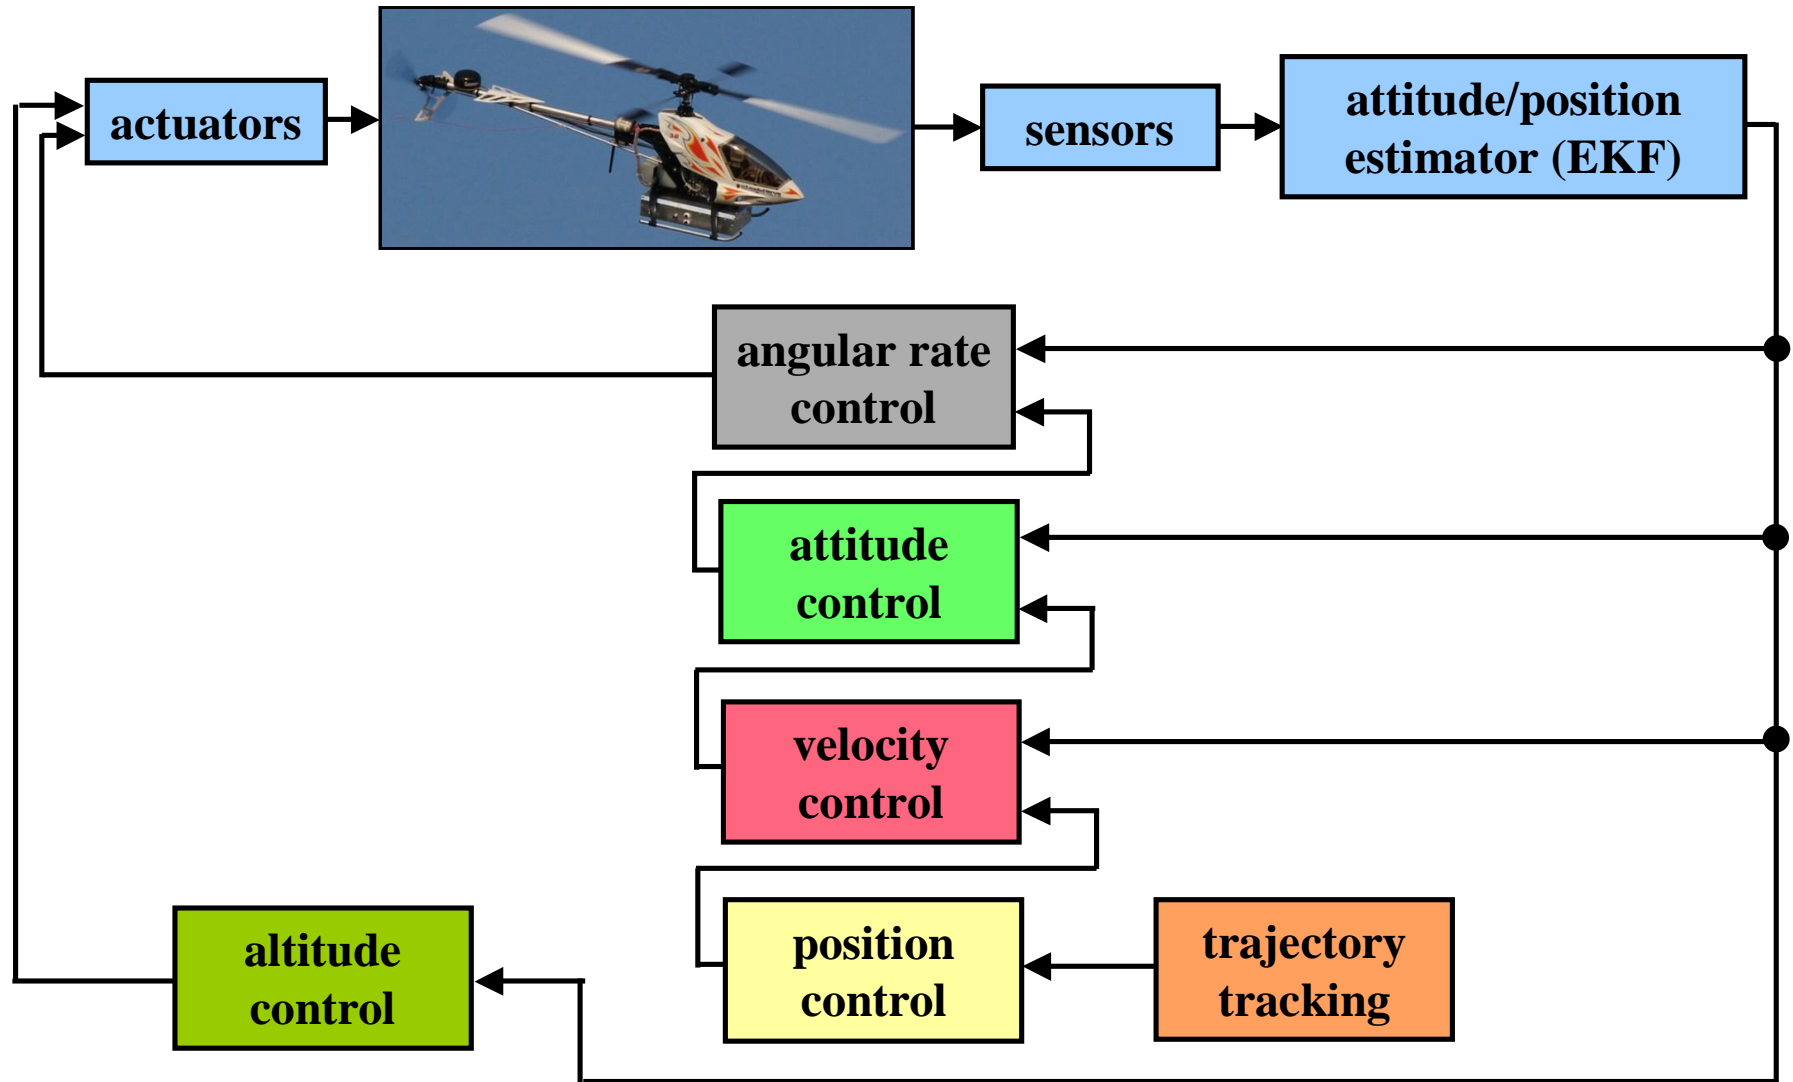 actuators
sensors
attitude/position
estimator (EKF)
angular rate
control
attitude
control
velocity
control
position
control
trajectory
tracking
altitude
control